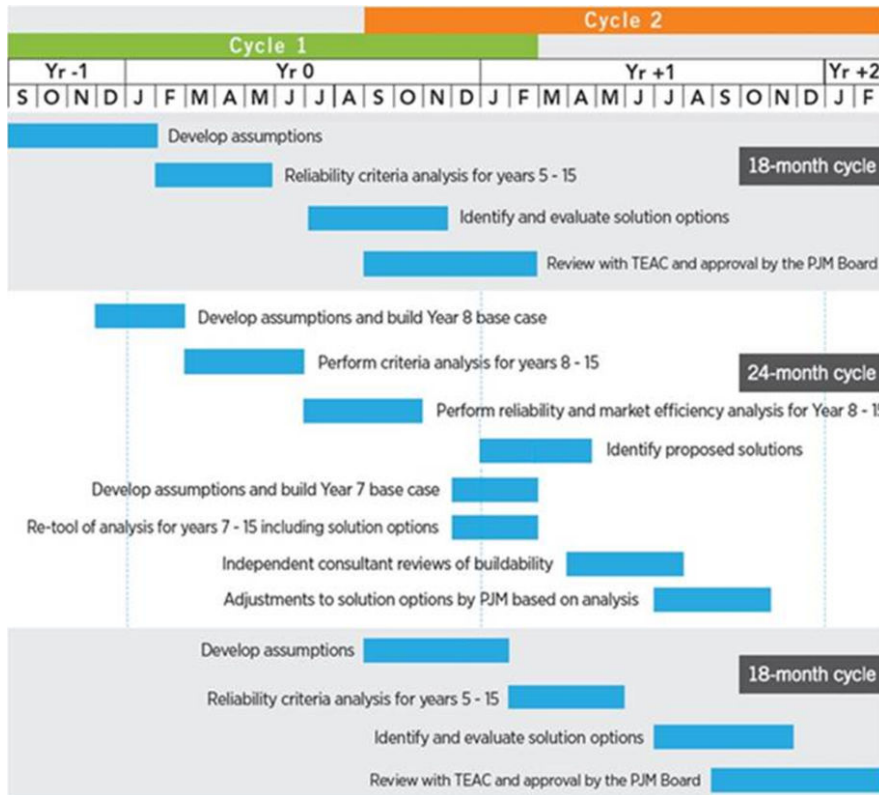 Cycle 2
Cycle 1
Yr -1 Yr 0 Yr +1 Yr +2
S O N D J F M A M J J A S O N D J F M A M J J A S O N D J F
Develop assumptions
18-month cycle
Reliability criteria analysis for years 5 - 15
Identify and evaluate solution options
Review with TEAC and approval by the PJM Board
Develop assumptions and build Year 8 base case
Perform criteria analysis for years 8 - 15
24-month cycle
Perform reliability and market efficiency analysis for Year 8 - 15
Identify proposed solutions
Develop assumptions and build Year 7 base case
Re-tool of analysis for years 7 - 15 including solution options
Independent consultant reviews of buildability
Adjustments to solution options by PJM based on analysis
Develop assumptions
18-month cycle
Reliability criteria analysis for years 5 - 15
Identify and evaluate solution options
Review with TEAC and approval by the PJM Board